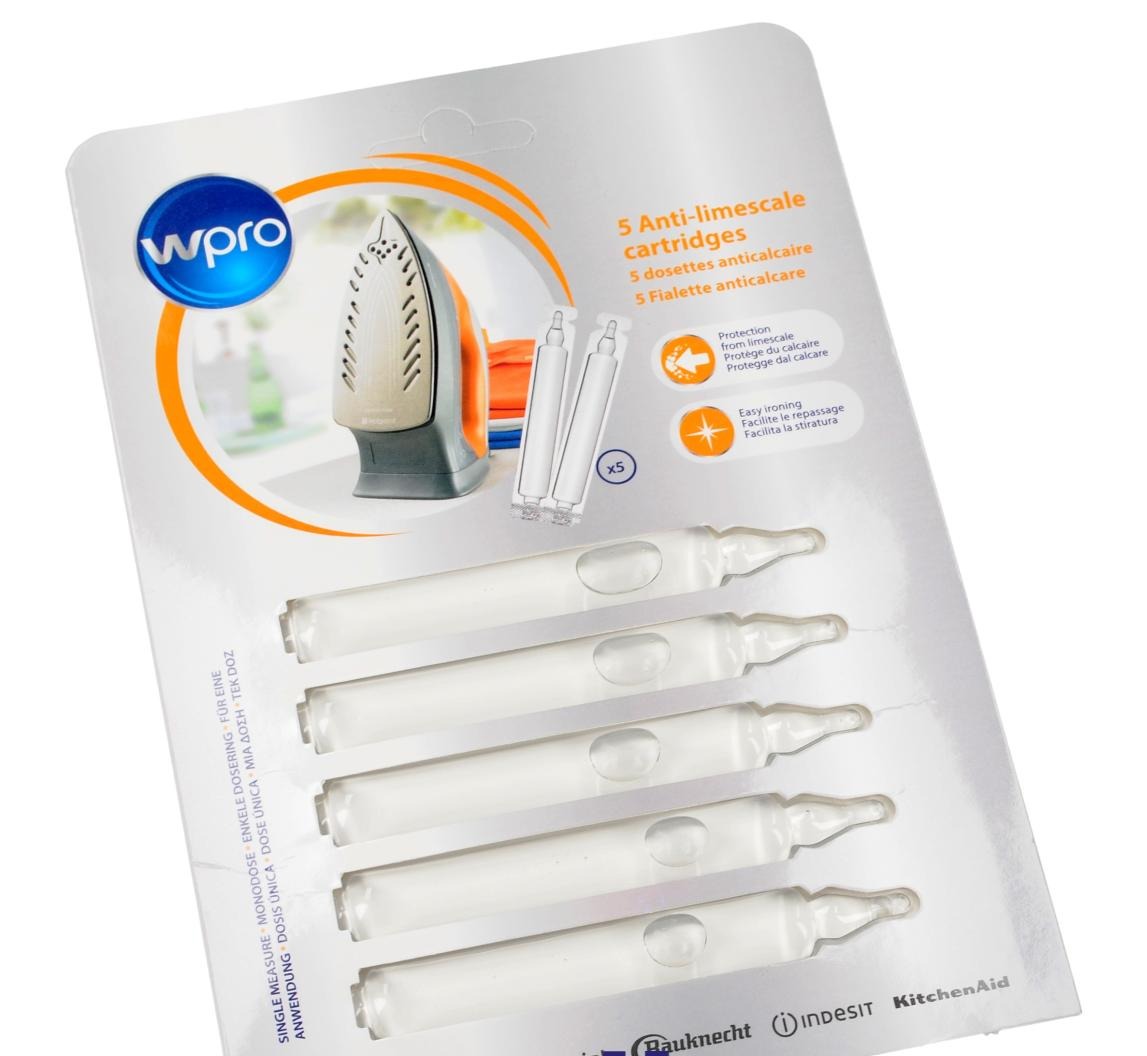 wpro
5 Anti-limescale
cartridges
5 dosettes anticalcaire
5 Fialette anticalcare
Protection
from limescale
Protège du calcaire
Protegge dal calcare
Easy ironing
Facilite le repassage
Facilita la stiratura
x5
SINGLE MEASURE • MONODOSE • ENKELE DOSERING • FÜR EINE
ANWENDUNG • DOSIS ÚNICA • DOSE ÚNICA • ΜΙΑ ΔΟΣΗ • TEK DOZ
Bauknecht
INDESIT
KitchenAid